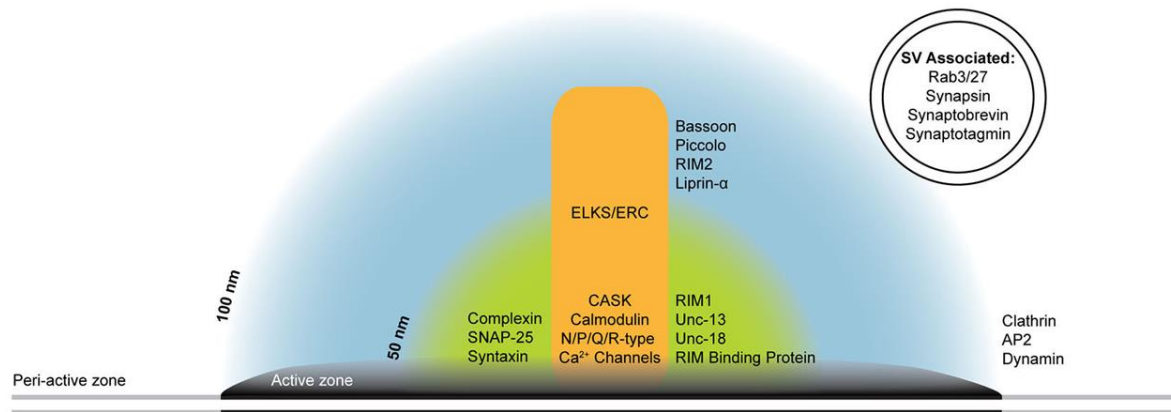 SV Associated:
Rab3/27
Synapsin
Synaptobrevin
Synaptotagmin
Bassoon
Piccolo
RIM2
Liprin-α
ELKS/ERC
100 nm
50 nm
Complexin
SNAP-25
Syntaxin
CASK
Calmodulin
N/P/Q/R-type
Ca²⁺ Channels
RIM1
Unc-13
Unc-18
RIM Binding Protein
Clathrin
AP2
Dynamin
Peri-active zone
Active zone